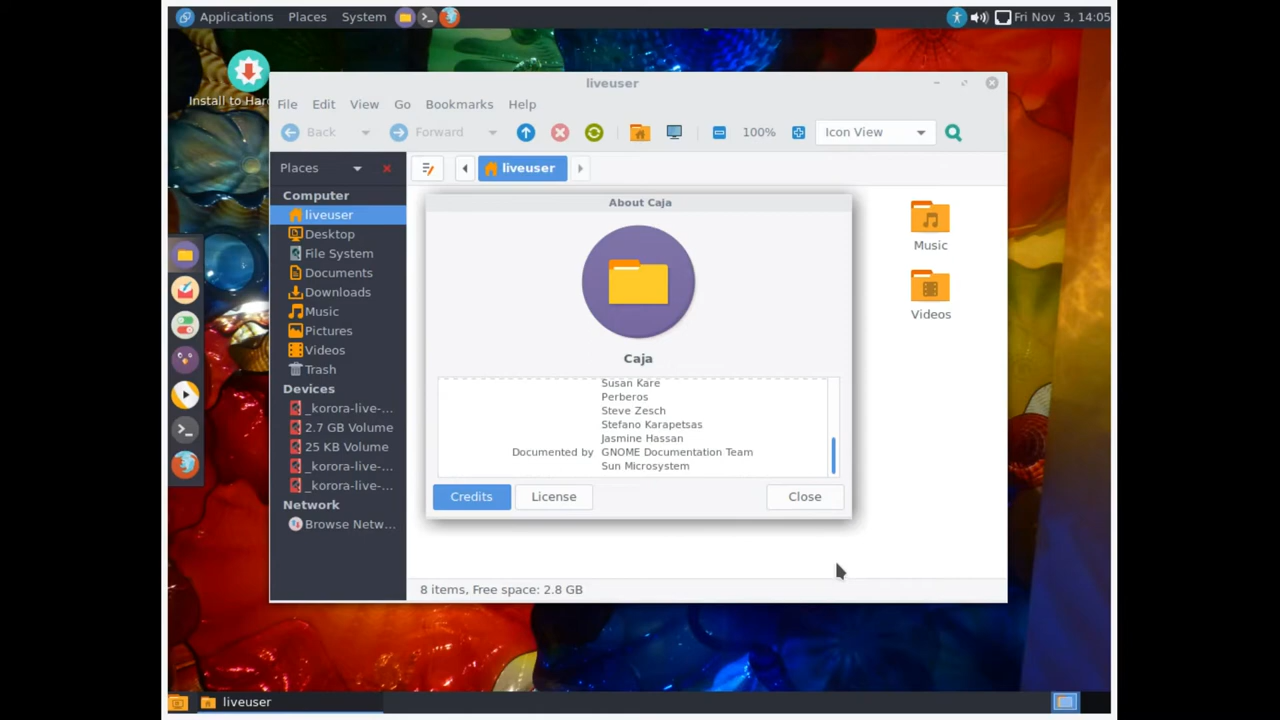 Applications Places System Fri Nov 3, 14:05
Install to Har
liveuser
File Edit View Go Bookmarks Help
Back Forward 100% Icon View
Places liveuser
Computer
liveuser
Desktop
File System
Documents
Downloads
Music
Pictures
Videos
Trash
Devices
_korora-live-...
2.7 GB Volume
25 KB Volume
_korora-live-...
_korora-live-...
Network
Browse Netw...
About Caja
Caja
Susan Kare
Perberos
Steve Zesch
Stefano Karapetsas
Jasmine Hassan
Documented by GNOME Documentation Team
Sun Microsystem
Credits License Close
Music
Videos
8 items, Free space: 2.8 GB
liveuser